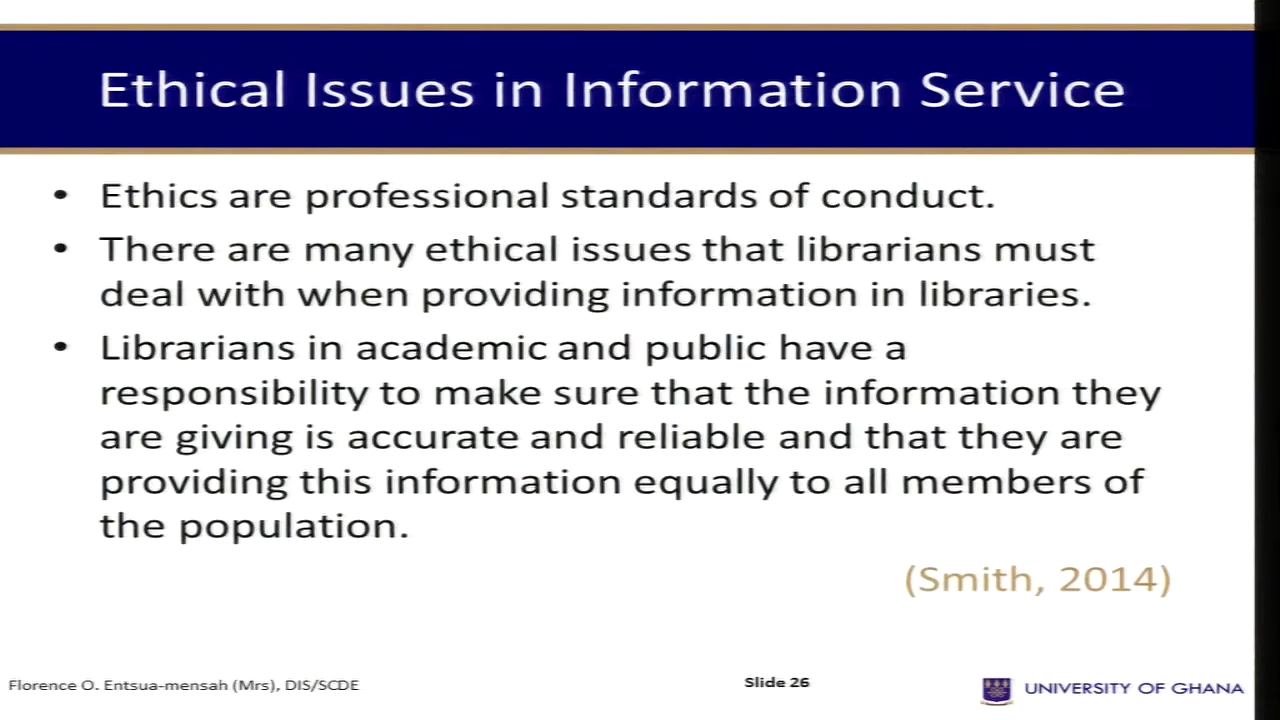 Ethical Issues in Information Service
• Ethics are professional standards of conduct.
• There are many ethical issues that librarians must
deal with when providing information in libraries.
• Librarians in academic and public have a
responsibility to make sure that the information they
are giving is accurate and reliable and that they are
providing this information equally to all members of
the population.
(Smith, 2014)
Florence O. Entsua-mensah (Mrs), DIS/SCDE
Slide 26
UNIVERSITY OF GHANA